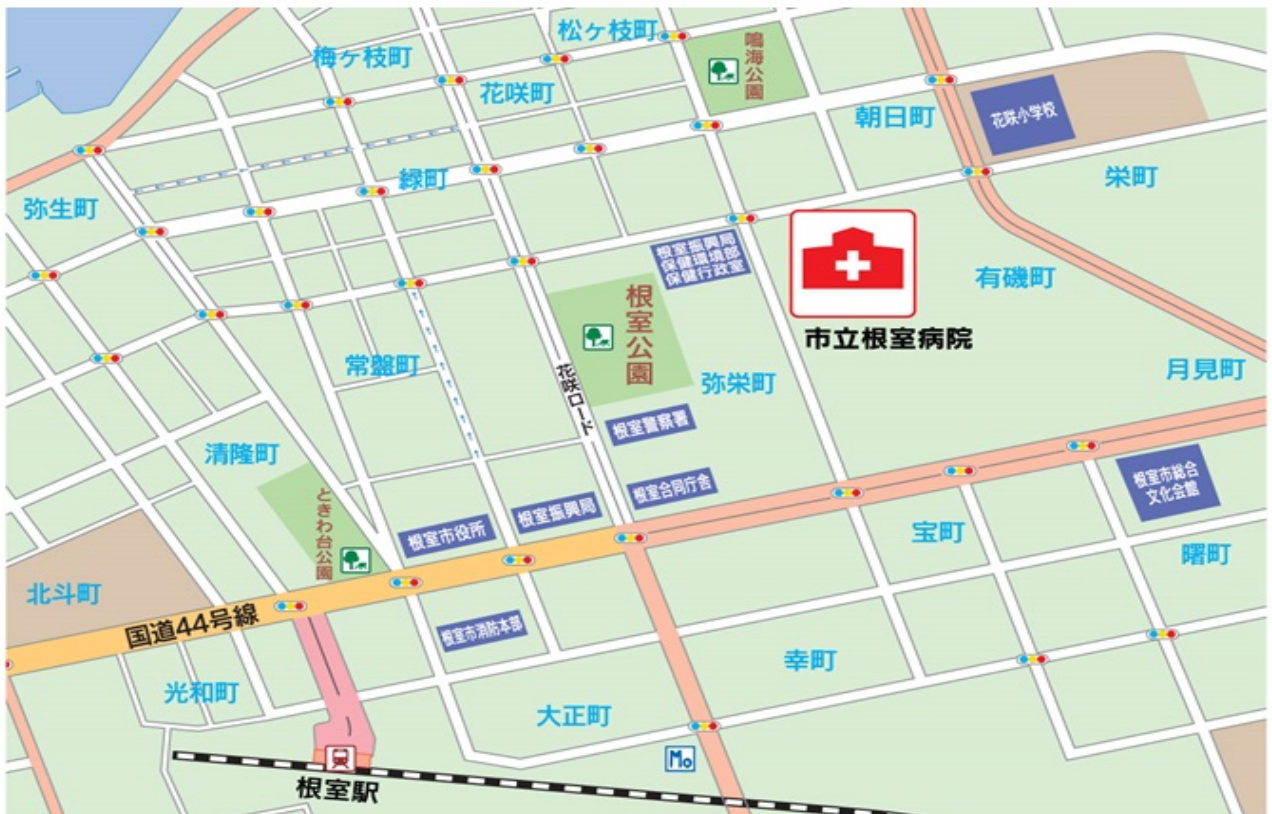 松ヶ枝町
鳴海公園
梅ヶ枝町
花咲町
朝日町
花咲小学校
緑町
栄町
弥生町
根室振興局
保健環境部
保健行政室
有磯町
根室公園
市立根室病院
常盤町
花咲ロード
弥栄町
月見町
根室警察署
清隆町
根室合同庁舎
根室市総合
文化会館
ときわ台公園
根室振興局
根室市役所
宝町
曙町
北斗町
国道44号線
根室市消防本部
幸町
光和町
大正町
Mo
根室駅